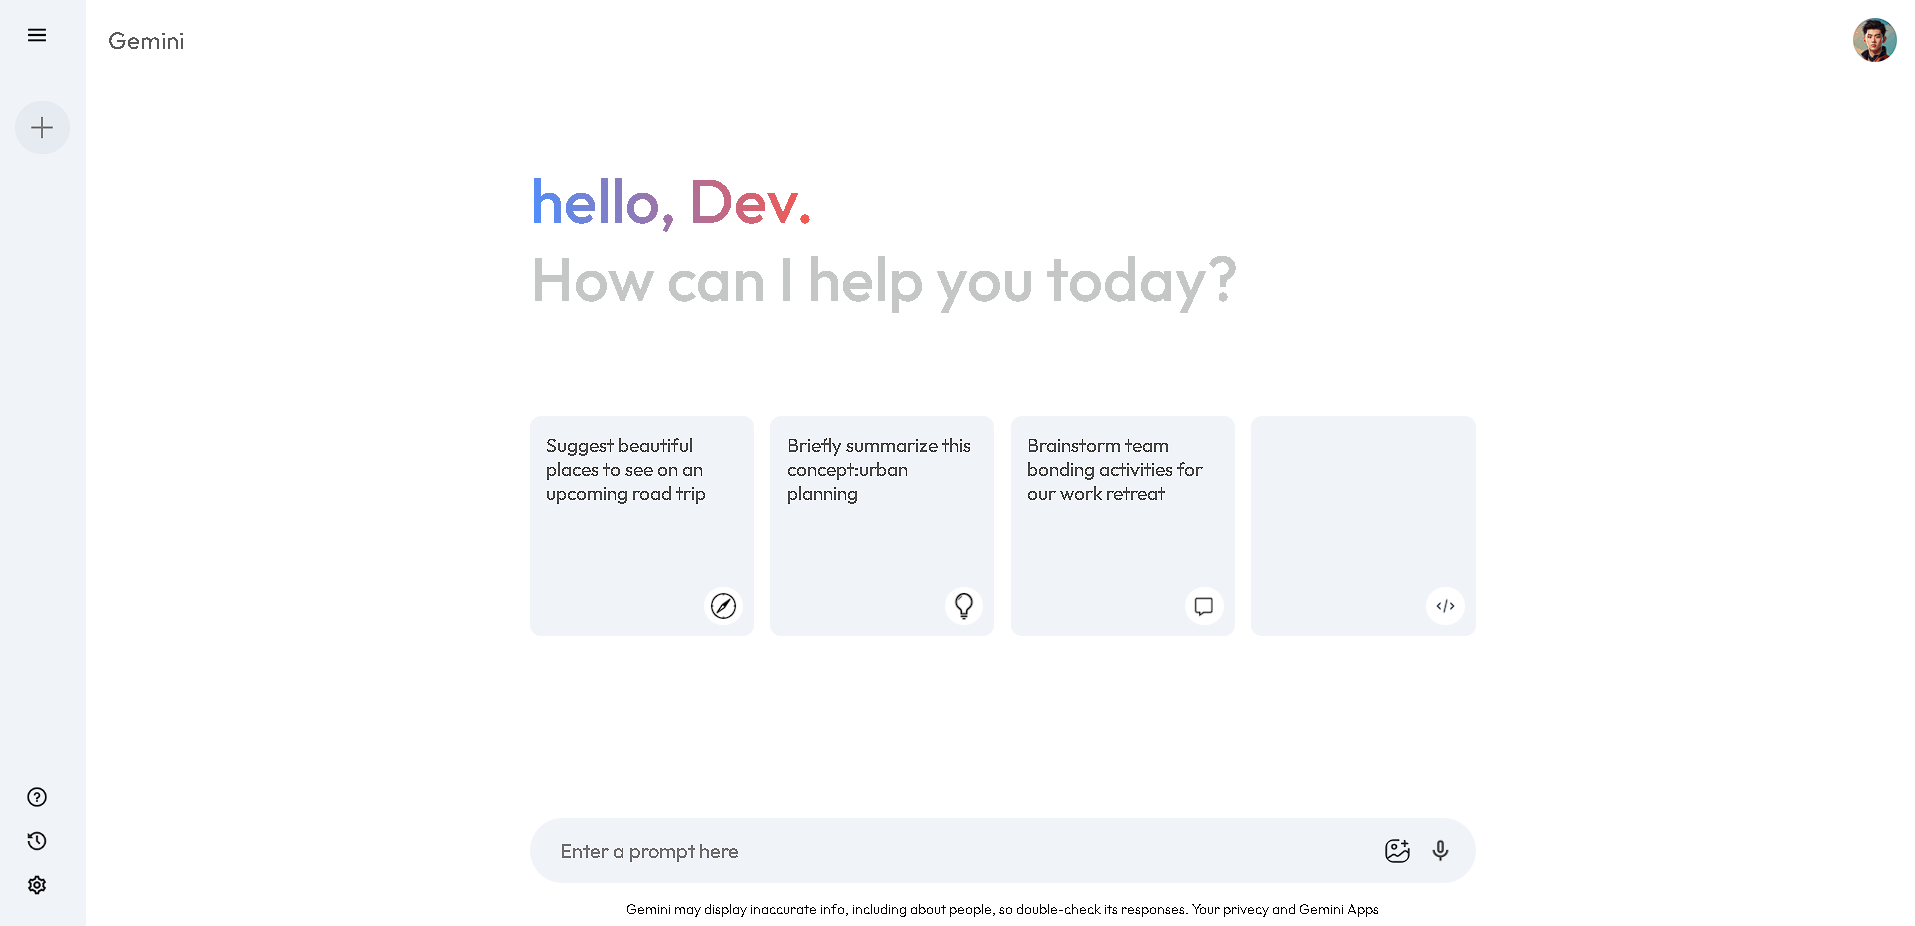 Gemini
hello, Dev.
How can I help you today?
Suggest beautiful
places to see on an
upcoming road trip
Briefly summarize this
concept:urban
planning
Brainstorm team
bonding activities for
our work retreat
Enter a prompt here
Gemini may display inaccurate info, including about people, so double-check its responses. Your privacy and Gemini Apps